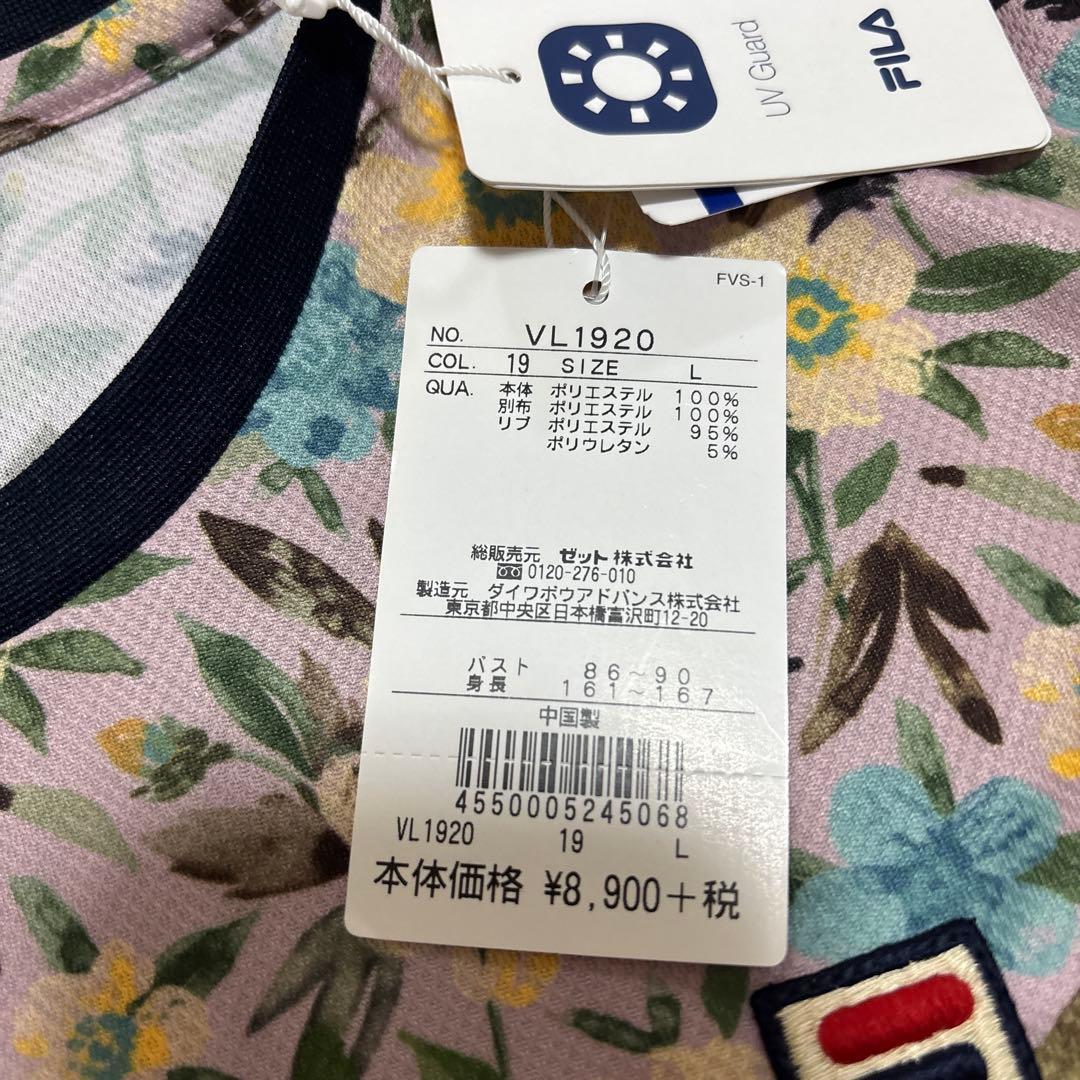 UV Guard
FILA
FVS-1
NO. VL1920
COL. 19 SIZE L
QUA. 本体 ポリエステル 100%
別布 ポリエステル 100%
リブ ポリエステル 95%
ポリウレタン 5%
総販売元 ゼット株式会社
0120-276-010
製造元 ダイワボウアドバンス株式会社
東京都中央区日本橋富沢町12-20
バスト 86~90
身長 161~167
中国製
4550005245068
VL1920 19 L
本体価格 ¥8,900+税